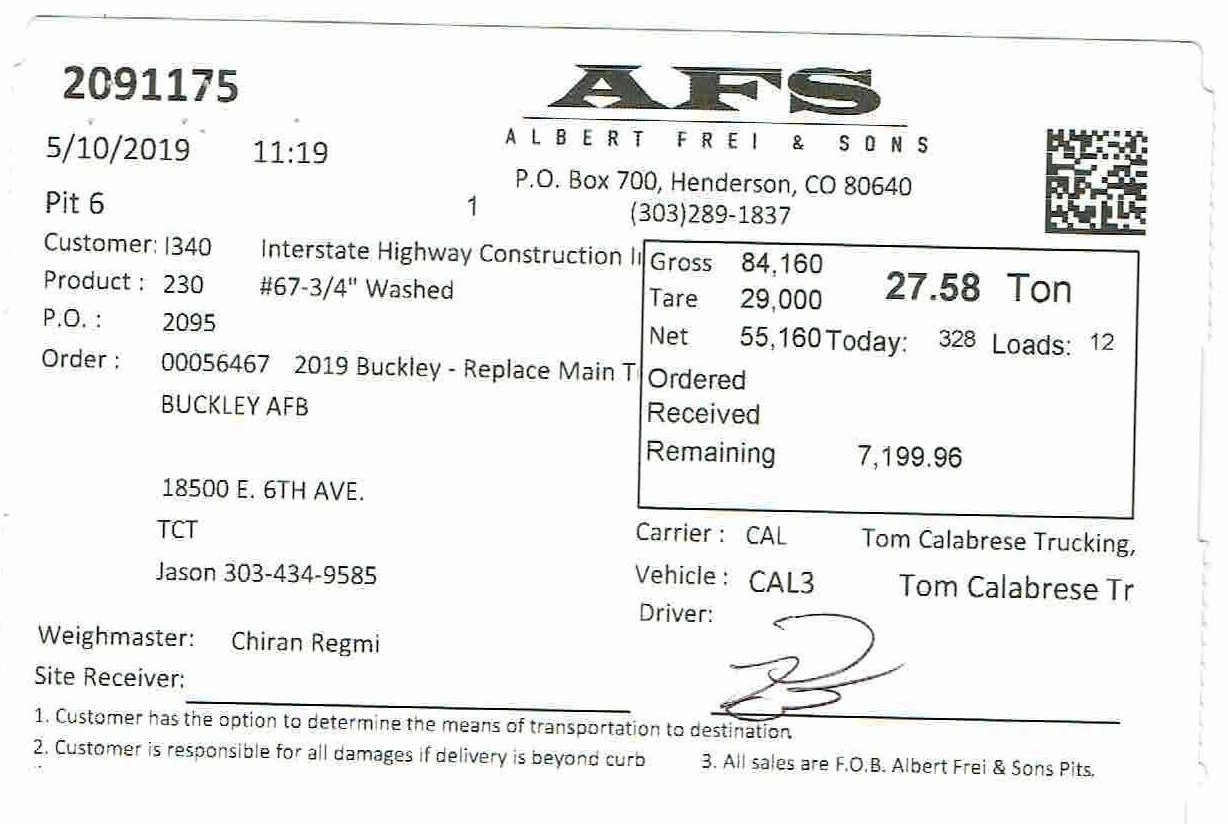 2091175
AFS
ALBERT FREI & SONS
5/10/2019 11:19
P.O. Box 700, Henderson, CO 80640
(303)289-1837
Pit 6 1
Customer: I340 Interstate Highway Construction
Product : 230 #67-3/4" Washed
P.O. : 2095
Order : 00056467 2019 Buckley - Replace Main T
BUCKLEY AFB
18500 E. 6TH AVE.
TCT
Jason 303-434-9585
Gross 84,160 27.58 Ton
Tare 29,000
Net 55,160 Today: 328 Loads: 12
Ordered
Received
Remaining 7,199.96
Carrier : CAL Tom Calabrese Trucking,
Vehicle : CAL3 Tom Calabrese Tr
Driver:
Weighmaster: Chiran Regmi
Site Receiver:
1. Customer has the option to determine the means of transportation to destination
2. Customer is responsible for all damages if delivery is beyond curb
3. All sales are F.O.B. Albert Frei & Sons Pits.